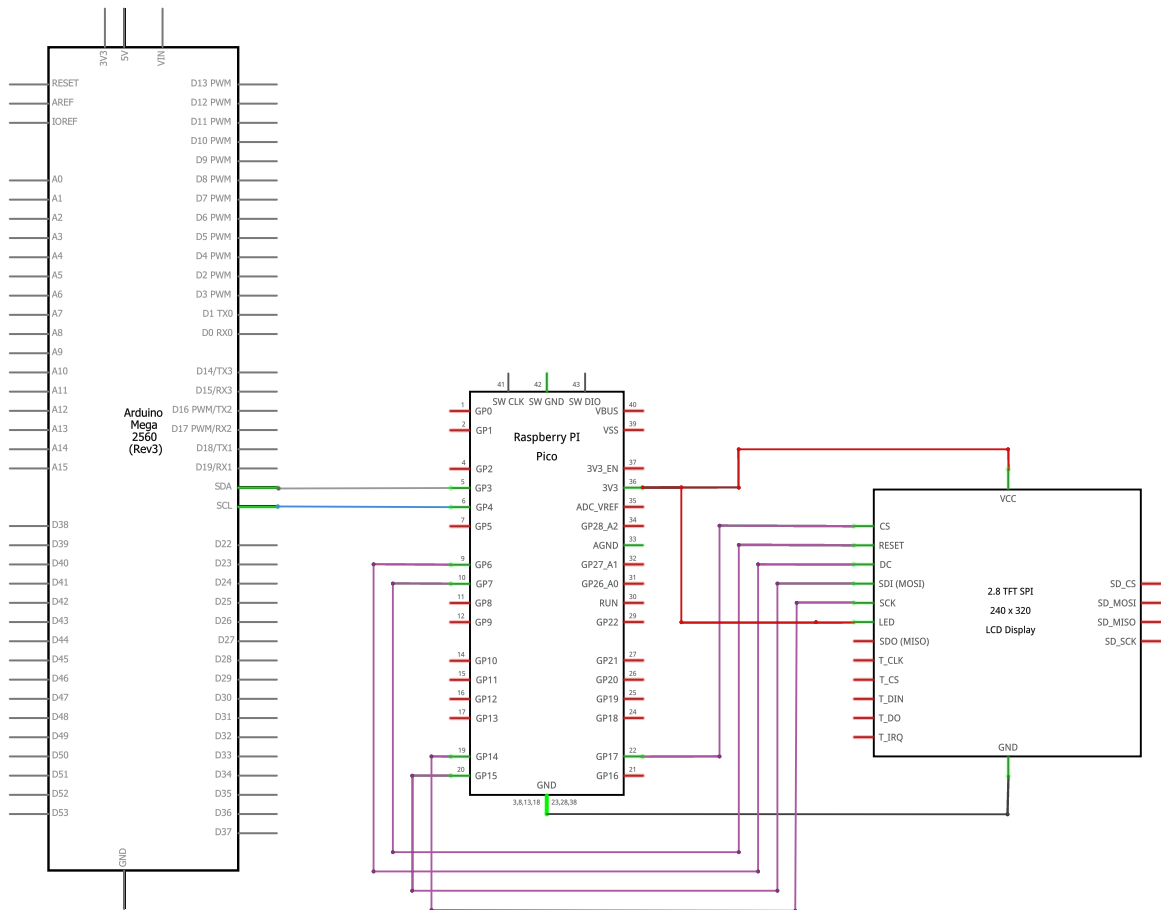 3V3
5V
VIN
RESET
AREF
IOREF
A0
A1
A2
A3
A4
A5
A6
A7
A8
A9
A10
A11
A12
A13
A14
A15
D38
D39
D40
D41
D42
D43
D44
D45
D46
D47
D48
D49
D50
D51
D52
D53
Arduino
Mega
2560
(Rev3)
D13 PWM
D12 PWM
D11 PWM
D10 PWM
D9 PWM
D8 PWM
D7 PWM
D6 PWM
D5 PWM
D4 PWM
D2 PWM
D3 PWM
D1 TX0
D0 RX0
D14/TX3
D15/RX3
D16 PWM/TX2
D17 PWM/RX2
D18/TX1
D19/RX1
SDA
SCL
D22
D23
D24
D25
D26
D27
D28
D29
D30
D31
D32
D33
D34
D35
D36
D37
GND
41
42
43
SW CLK
SW GND
SW DIO
Raspberry PI
Pico
1 GP0
2 GP1
4 GP2
5 GP3
6 GP4
7 GP5
9 GP6
10 GP7
11 GP8
12 GP9
14 GP10
15 GP11
16 GP12
17 GP13
19 GP14
20 GP15
VBUS 40
VSS 39
3V3_EN 37
3V3 36
ADC_VREF 35
GP28_A2 34
AGND 33
GP27_A1 32
GP26_A0 31
RUN 30
GP22 29
GP21 27
GP20 26
GP19 25
GP18 24
GP17 22
GP16 21
GND
3,8,13,18
23,28,38
VCC
CS
RESET
DC
SDI (MOSI)
SCK
LED
SDO (MISO)
T_CLK
T_CS
T_DIN
T_DO
T_IRQ
2.8 TFT SPI
240 x 320
LCD Display
SD_CS
SD_MOSI
SD_MISO
SD_SCK
GND